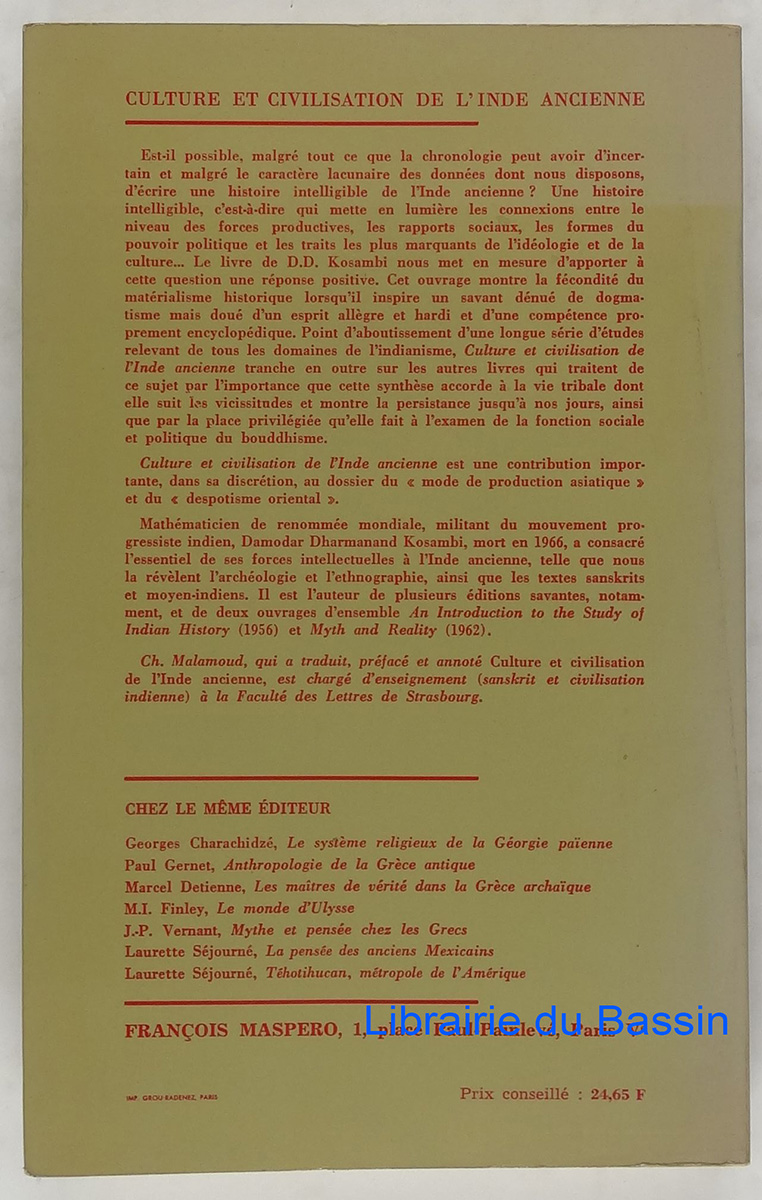 CULTURE ET CIVILISATION DE L'INDE ANCIENNE
Est-il possible, malgré tout ce que la chronologie peut avoir d'incer-
tain et malgré le caractère lacunaire des données dont nous disposons,
d'écrire une histoire intelligible de l'Inde ancienne ? Une histoire
intelligible, c'est-à-dire qui mette en lumière les connexions entre le
niveau des forces productives, les rapports sociaux, les formes du
pouvoir politique et les traits les plus marquants de l'idéologie et de la
culture... Le livre de D.D. Kosambi nous met en mesure d'apporter à
cette question une réponse positive. Cet ouvrage montre la fécondité du
matérialisme historique lorsqu'il inspire un savant dénué de dogma-
tisme mais doué d'un esprit allègre et hardi et d'une compétence pro-
prement encyclopédique. Point d'aboutissement d'une longue série d'études
relevant de tous les domaines de l'indianisme, Culture et civilisation de
l'Inde ancienne tranche en outre sur les autres livres qui traitent de
ce sujet par l'importance que cette synthèse accorde à la vie tribale dont
elle suit les vicissitudes et montre la persistance jusqu'à nos jours, ainsi
que par la place privilégiée qu'elle fait à l'examen de la fonction sociale
et politique du bouddhisme.
Culture et civilisation de l'Inde ancienne est une contribution impor-
tante, dans sa discrétion, au dossier du « mode de production asiatique »
et du « despotisme oriental ».
Mathématicien de renommée mondiale, militant du mouvement pro-
gressiste indien, Damodar Dharmanand Kosambi, mort en 1966, a consacré
l'essentiel de ses forces intellectuelles à l'Inde ancienne, telle que nous
la révèlent l'archéologie et l'ethnographie, ainsi que les textes sanskrits
et moyen-indiens. Il est l'auteur de plusieurs éditions savantes, notam-
ment, et de deux ouvrages d'ensemble An Introduction to the Study of
Indian History (1956) et Myth and Reality (1962).
Ch. Malamoud, qui a traduit, préfacé et annoté Culture et civilisation
de l'Inde ancienne, est chargé d'enseignement (sanskrit et civilisation
indienne) à la Faculté des Lettres de Strasbourg.
CHEZ LE MÊME ÉDITEUR
Georges Charachidzé, Le système religieux de la Géorgie païenne
Paul Gernet, Anthropologie de la Grèce antique
Marcel Detienne, Les maîtres de vérité dans la Grèce archaïque
M.I. Finley, Le monde d'Ulysse
J.-P. Vernant, Mythe et pensée chez les Grecs
Laurette Séjourné, La pensée des anciens Mexicains
Laurette Séjourné, Téhotihucan, métropole de l'Amérique
FRANÇOIS MASPERO, 1, place Paul-Painlevé, Paris V
Librairie du Bassin
IMP. GROU-RADENEZ, PARIS
Prix conseillé : 24,65 F